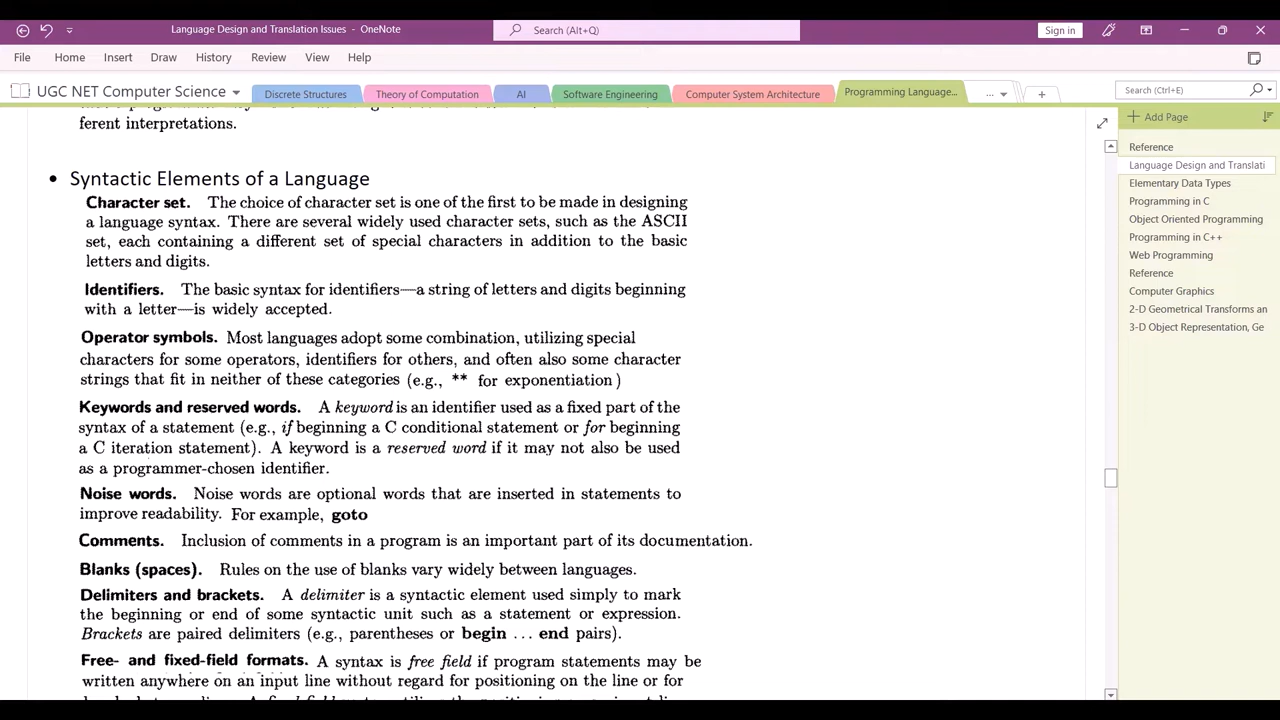 Language Design and Translation Issues - OneNote
Search (Alt+Q)
Sign in
File Home Insert Draw History Review View Help
UGC NET Computer Science
Discrete Structures
Theory of Computation
AI
Software Engineering
Computer System Architecture
Programming Language...
...
Search (Ctrl+E)
Add Page
Reference
Language Design and Translati
Elementary Data Types
Programming in C
Object Oriented Programming
Programming in C++
Web Programming
Reference
Computer Graphics
2-D Geometrical Transforms an
3-D Object Representation, Ge
ferent interpretations.
• Syntactic Elements of a Language
Character set. The choice of character set is one of the first to be made in designing
a language syntax. There are several widely used character sets, such as the ASCII
set, each containing a different set of special characters in addition to the basic
letters and digits.
Identifiers. The basic syntax for identifiers—a string of letters and digits beginning
with a letter—is widely accepted.
Operator symbols. Most languages adopt some combination, utilizing special
characters for some operators, identifiers for others, and often also some character
strings that fit in neither of these categories (e.g., ** for exponentiation )
Keywords and reserved words. A keyword is an identifier used as a fixed part of the
syntax of a statement (e.g., if beginning a C conditional statement or for beginning
a C iteration statement). A keyword is a reserved word if it may not also be used
as a programmer-chosen identifier.
Noise words. Noise words are optional words that are inserted in statements to
improve readability. For example, goto
Comments. Inclusion of comments in a program is an important part of its documentation.
Blanks (spaces). Rules on the use of blanks vary widely between languages.
Delimiters and brackets. A delimiter is a syntactic element used simply to mark
the beginning or end of some syntactic unit such as a statement or expression.
Brackets are paired delimiters (e.g., parentheses or begin ... end pairs).
Free- and fixed-field formats. A syntax is free field if program statements may be
written anywhere on an input line without regard for positioning on the line or for